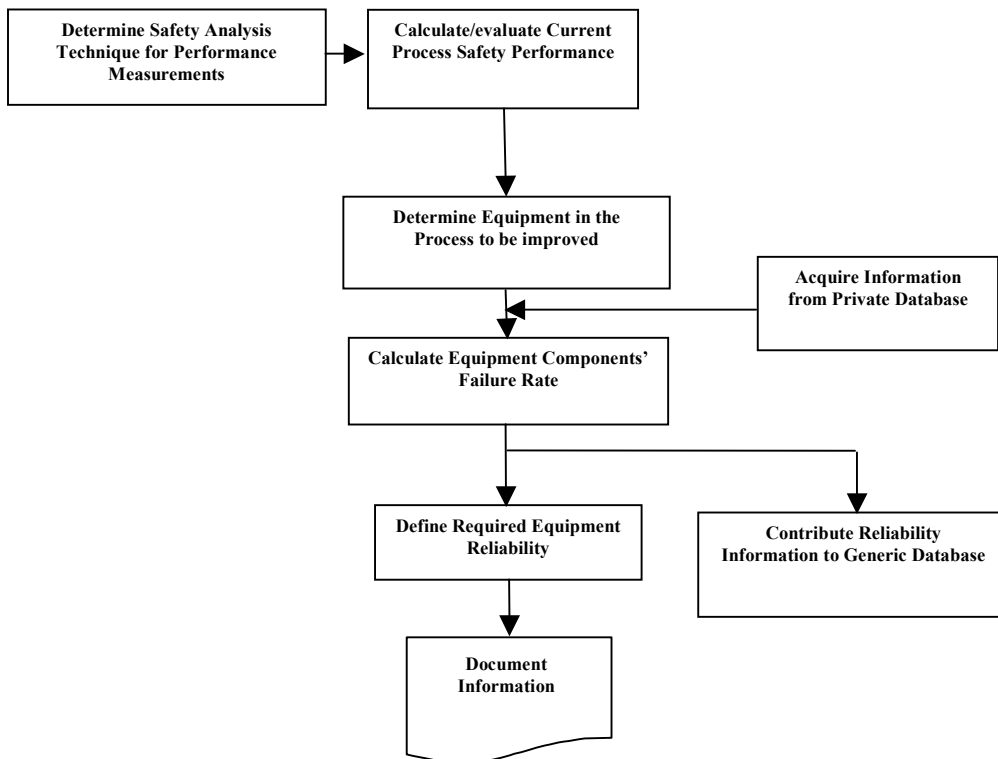 Determine Safety Analysis
Technique for Performance
Measurements
Calculate/evaluate Current
Process Safety Performance
Determine Equipment in the
Process to be improved
Acquire Information
from Private Database
Calculate Equipment Components’
Failure Rate
Define Required Equipment
Reliability
Contribute Reliability
Information to Generic Database
Document
Information